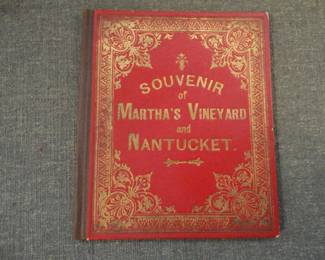 SOUVENIR
of
MARTHA'S VINEYARD
and
NANTUCKET.